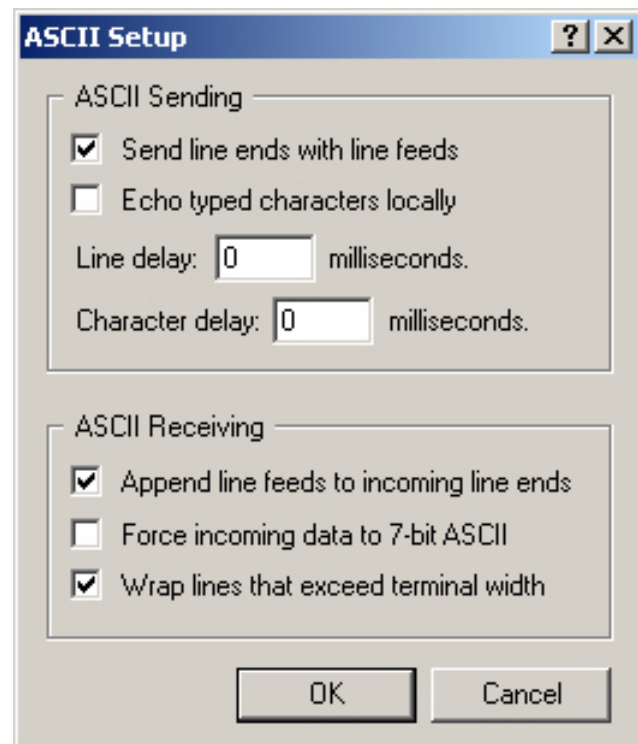 ASCII Setup
ASCII Sending
Send line ends with line feeds
Echo typed characters locally
Line delay: 0 milliseconds.
Character delay: 0 milliseconds.
ASCII Receiving
Append line feeds to incoming line ends
Force incoming data to 7-bit ASCII
Wrap lines that exceed terminal width
OK Cancel